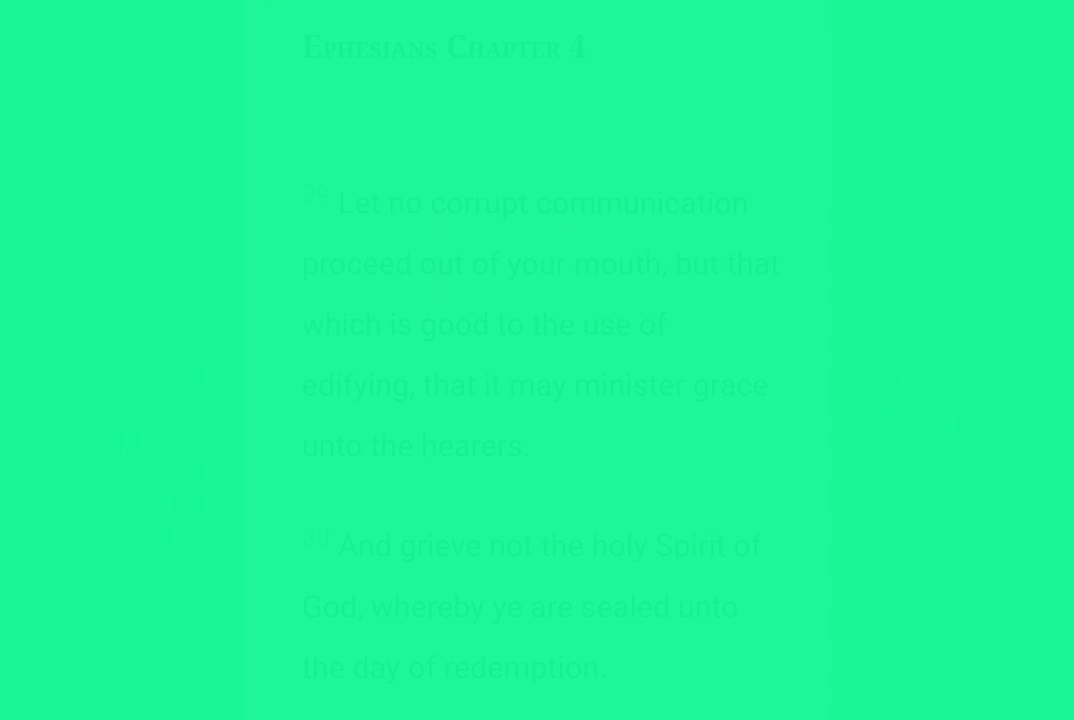 Ephesians Chapter 4
29 Let no corrupt communication
proceed out of your mouth, but that
which is good to the use of
edifying, that it may minister grace
unto the hearers.
30 And grieve not the holy Spirit of
God, whereby ye are sealed unto
the day of redemption.